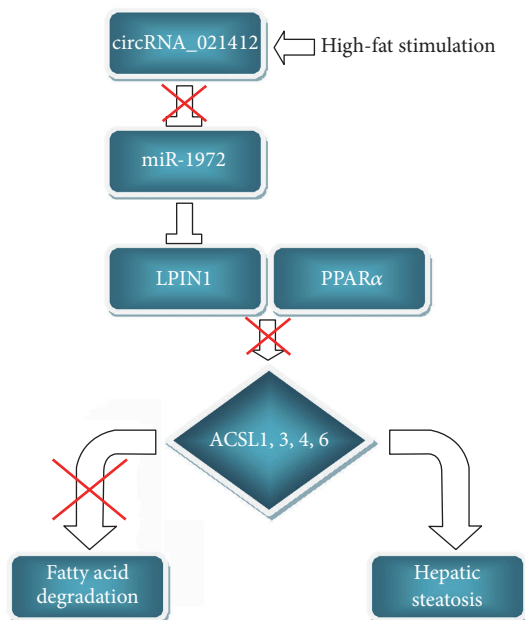 circRNA_021412
High-fat stimulation
miR-1972
LPIN1
PPARα
ACSL1, 3, 4, 6
Fatty acid
degradation
Hepatic
steatosis